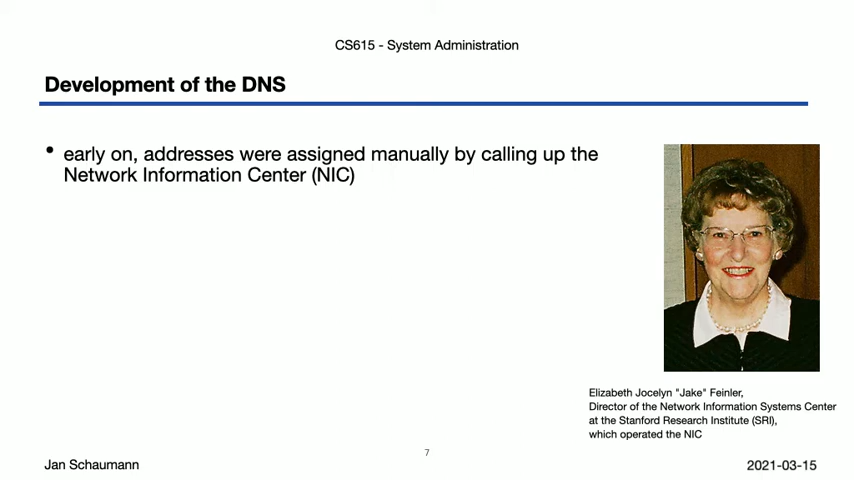 CS615 - System Administration
Development of the DNS
• early on, addresses were assigned manually by calling up the
Network Information Center (NIC)
Elizabeth Jocelyn "Jake" Feinler,
Director of the Network Information Systems Center
at the Stanford Research Institute (SRI),
which operated the NIC
7
Jan Schaumann
2021-03-15